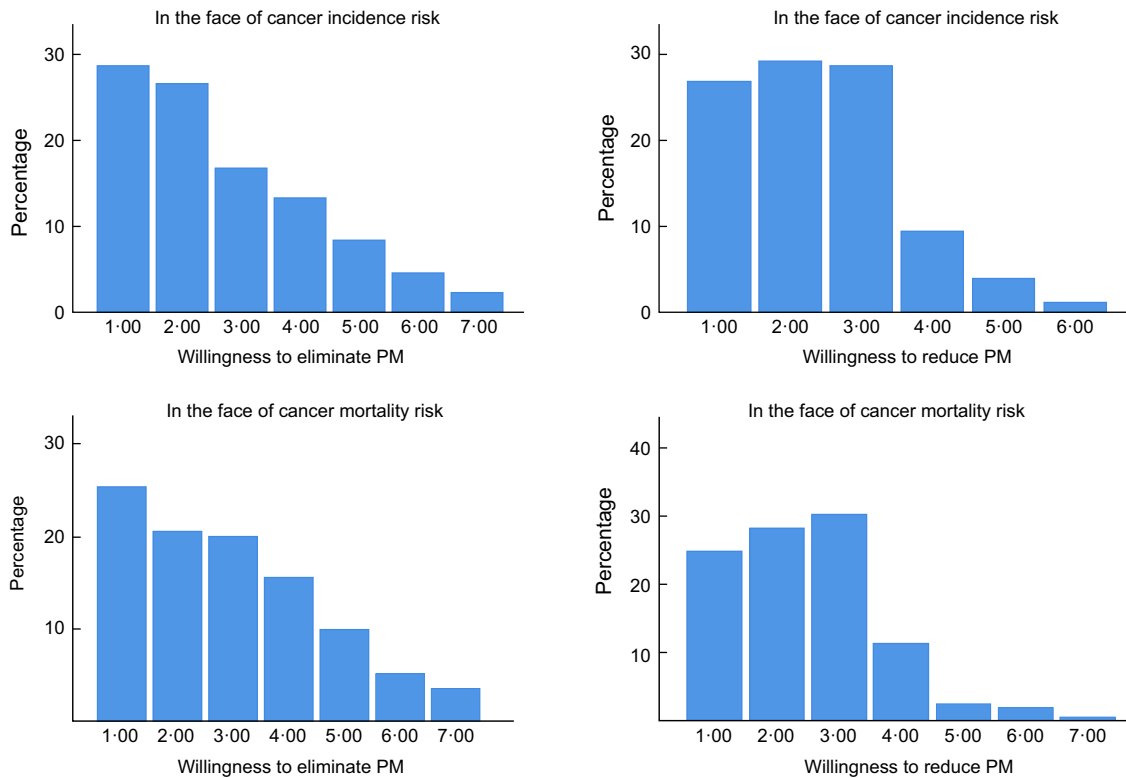 In the face of cancer incidence risk
30
20
10
0
Percentage
1·00 2·00 3·00 4·00 5·00 6·00 7·00
Willingness to eliminate PM
In the face of cancer incidence risk
30
20
10
0
Percentage
1·00 2·00 3·00 4·00 5·00 6·00
Willingness to reduce PM
In the face of cancer mortality risk
30
20
10
Percentage
1·00 2·00 3·00 4·00 5·00 6·00 7·00
Willingness to eliminate PM
In the face of cancer mortality risk
40
30
20
10
Percentage
1·00 2·00 3·00 4·00 5·00 6·00 7·00
Willingness to reduce PM